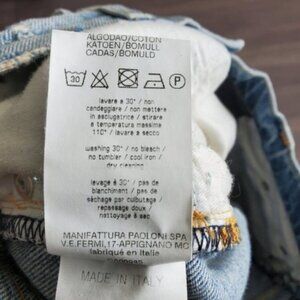 ALGODAO/COTON
KATOEN/BOMULL
CADAS/BOMULD
30 P
lavare a 30° / non
candeggiare / non mettere
in asciugatrice / stirare
a temperatura massima
110° / lavare a secco
washing 30° / no bleach /
no tumbler / cool iron /
dry cleaning
lavage à 30° / pas de
blanchiment / pas de
séchage par culbutage /
repassage doux /
nattoyage à sec
MANIFATTURA PAOLONI SPA
V.E.FERMI,17-APPIGNANO MC
fabriqué en Italie
MADE IN ITALY